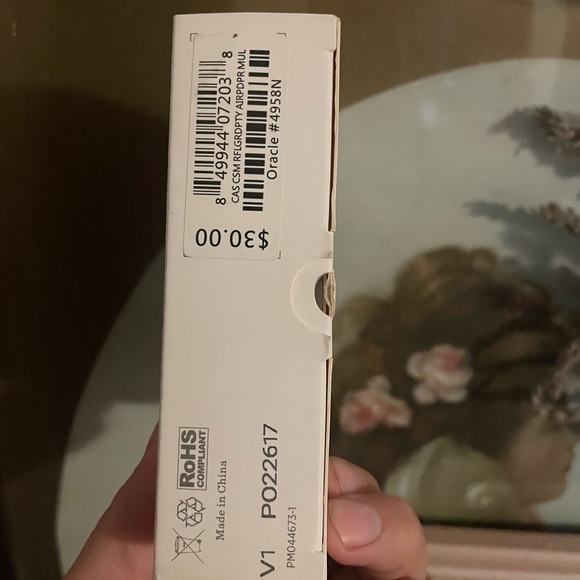 8 49944 07203 8
CAS CSM RFLGRDPTY AIRPDPR MUL
Oracle #4958N
$30.00
RoHS
COMPLIANT
Made in China
V1 P022617
PM044673-1